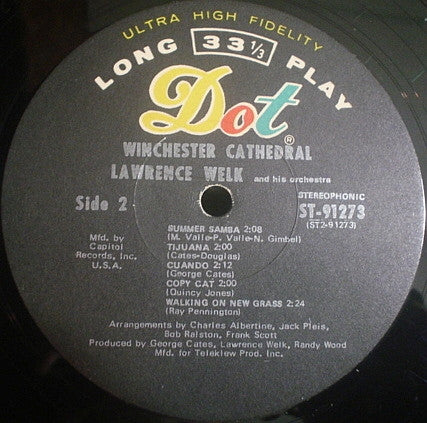 ULTRA HIGH FIDELITY
LONG 33 1/3 PLAY
Dot®
WINCHESTER CATHEDRAL
LAWRENCE WELK and his orchestra
Side 2
STEREOPHONIC
ST-91273
(ST2-91273)
Mfd. by
Capitol
Records, Inc.
U.S.A.
SUMMER SAMBA 2:08
(M. Valle-P. Valle-N. Gimbel)
TIJUANA 2:00
(Cates-Douglas)
CUANDO 2:12
(George Cates)
COPY CAT 2:00
(Quincy Jones)
WALKING ON NEW GRASS 2:24
(Ray Pennington)
Arrangements by Charles Albertine, Jack Pleis,
Bob Ralston, Frank Scott
Produced by George Cates, Lawrence Welk, Randy Wood
Mfd. for Teleklew Prod. Inc.